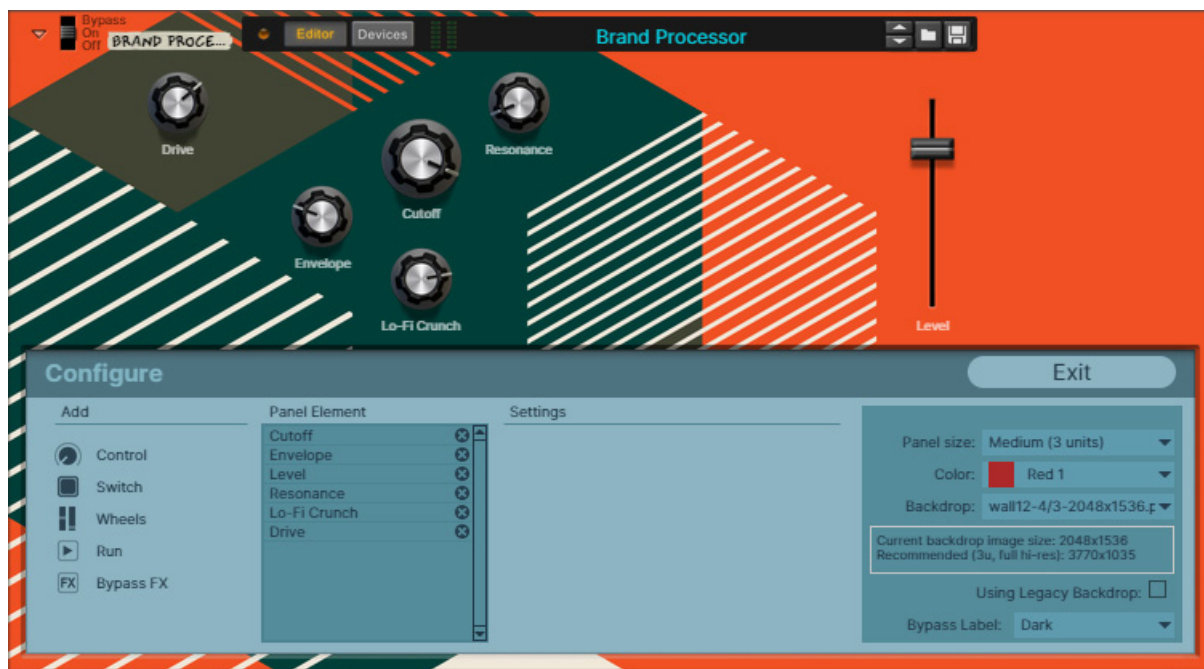 Bypass
On
Off
BRAND PROCE...
Editor
Devices
Brand Processor
Drive
Resonance
Cutoff
Envelope
Lo-Fi Crunch
Level
Configure
Exit
Add
Control
Switch
Wheels
Run
FX Bypass FX
Panel Element
Cutoff
Envelope
Level
Resonance
Lo-Fi Crunch
Drive
Settings
Panel size: Medium (3 units)
Color: Red 1
Backdrop: wall12-4/3-2048x1536.p
Current backdrop image size: 2048x1536
Recommended (3u, full hi-res): 3770x1035
Using Legacy Backdrop:
Bypass Label: Dark